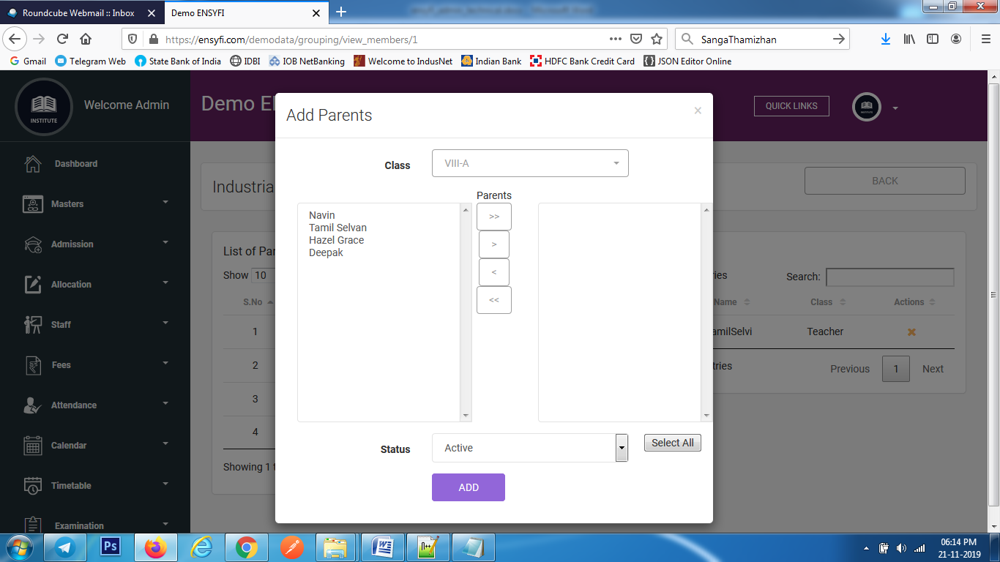 Roundcube Webmail :: Inbox
Demo ENSYFI
https://ensyfi.com/demodata/grouping/view_members/1
SangaThamizhan
Gmail
Telegram Web
State Bank of India
IDBI
IOB NetBanking
Welcome to IndusNet
Indian Bank
HDFC Bank Credit Card
JSON Editor Online
INSTITUTE
Welcome Admin
Demo E
QUICK LINKS
Dashboard
Masters
Admission
Allocation
Staff
Fees
Attendance
Calendar
Timetable
Examination
Industria
BACK
List of Par
Show 10
S.No
1
2
3
4
Showing 1 t
Add Parents
×
Class
VIII-A
Parents
Navin
Tamil Selvan
Hazel Grace
Deepak
>>
>
<
<<
Status
Active
Select All
ADD
ries
Search:
Name
Class
Actions
amilSelvi
Teacher
tries
Previous
1
Next
Ps
W
06:14 PM
21-11-2019